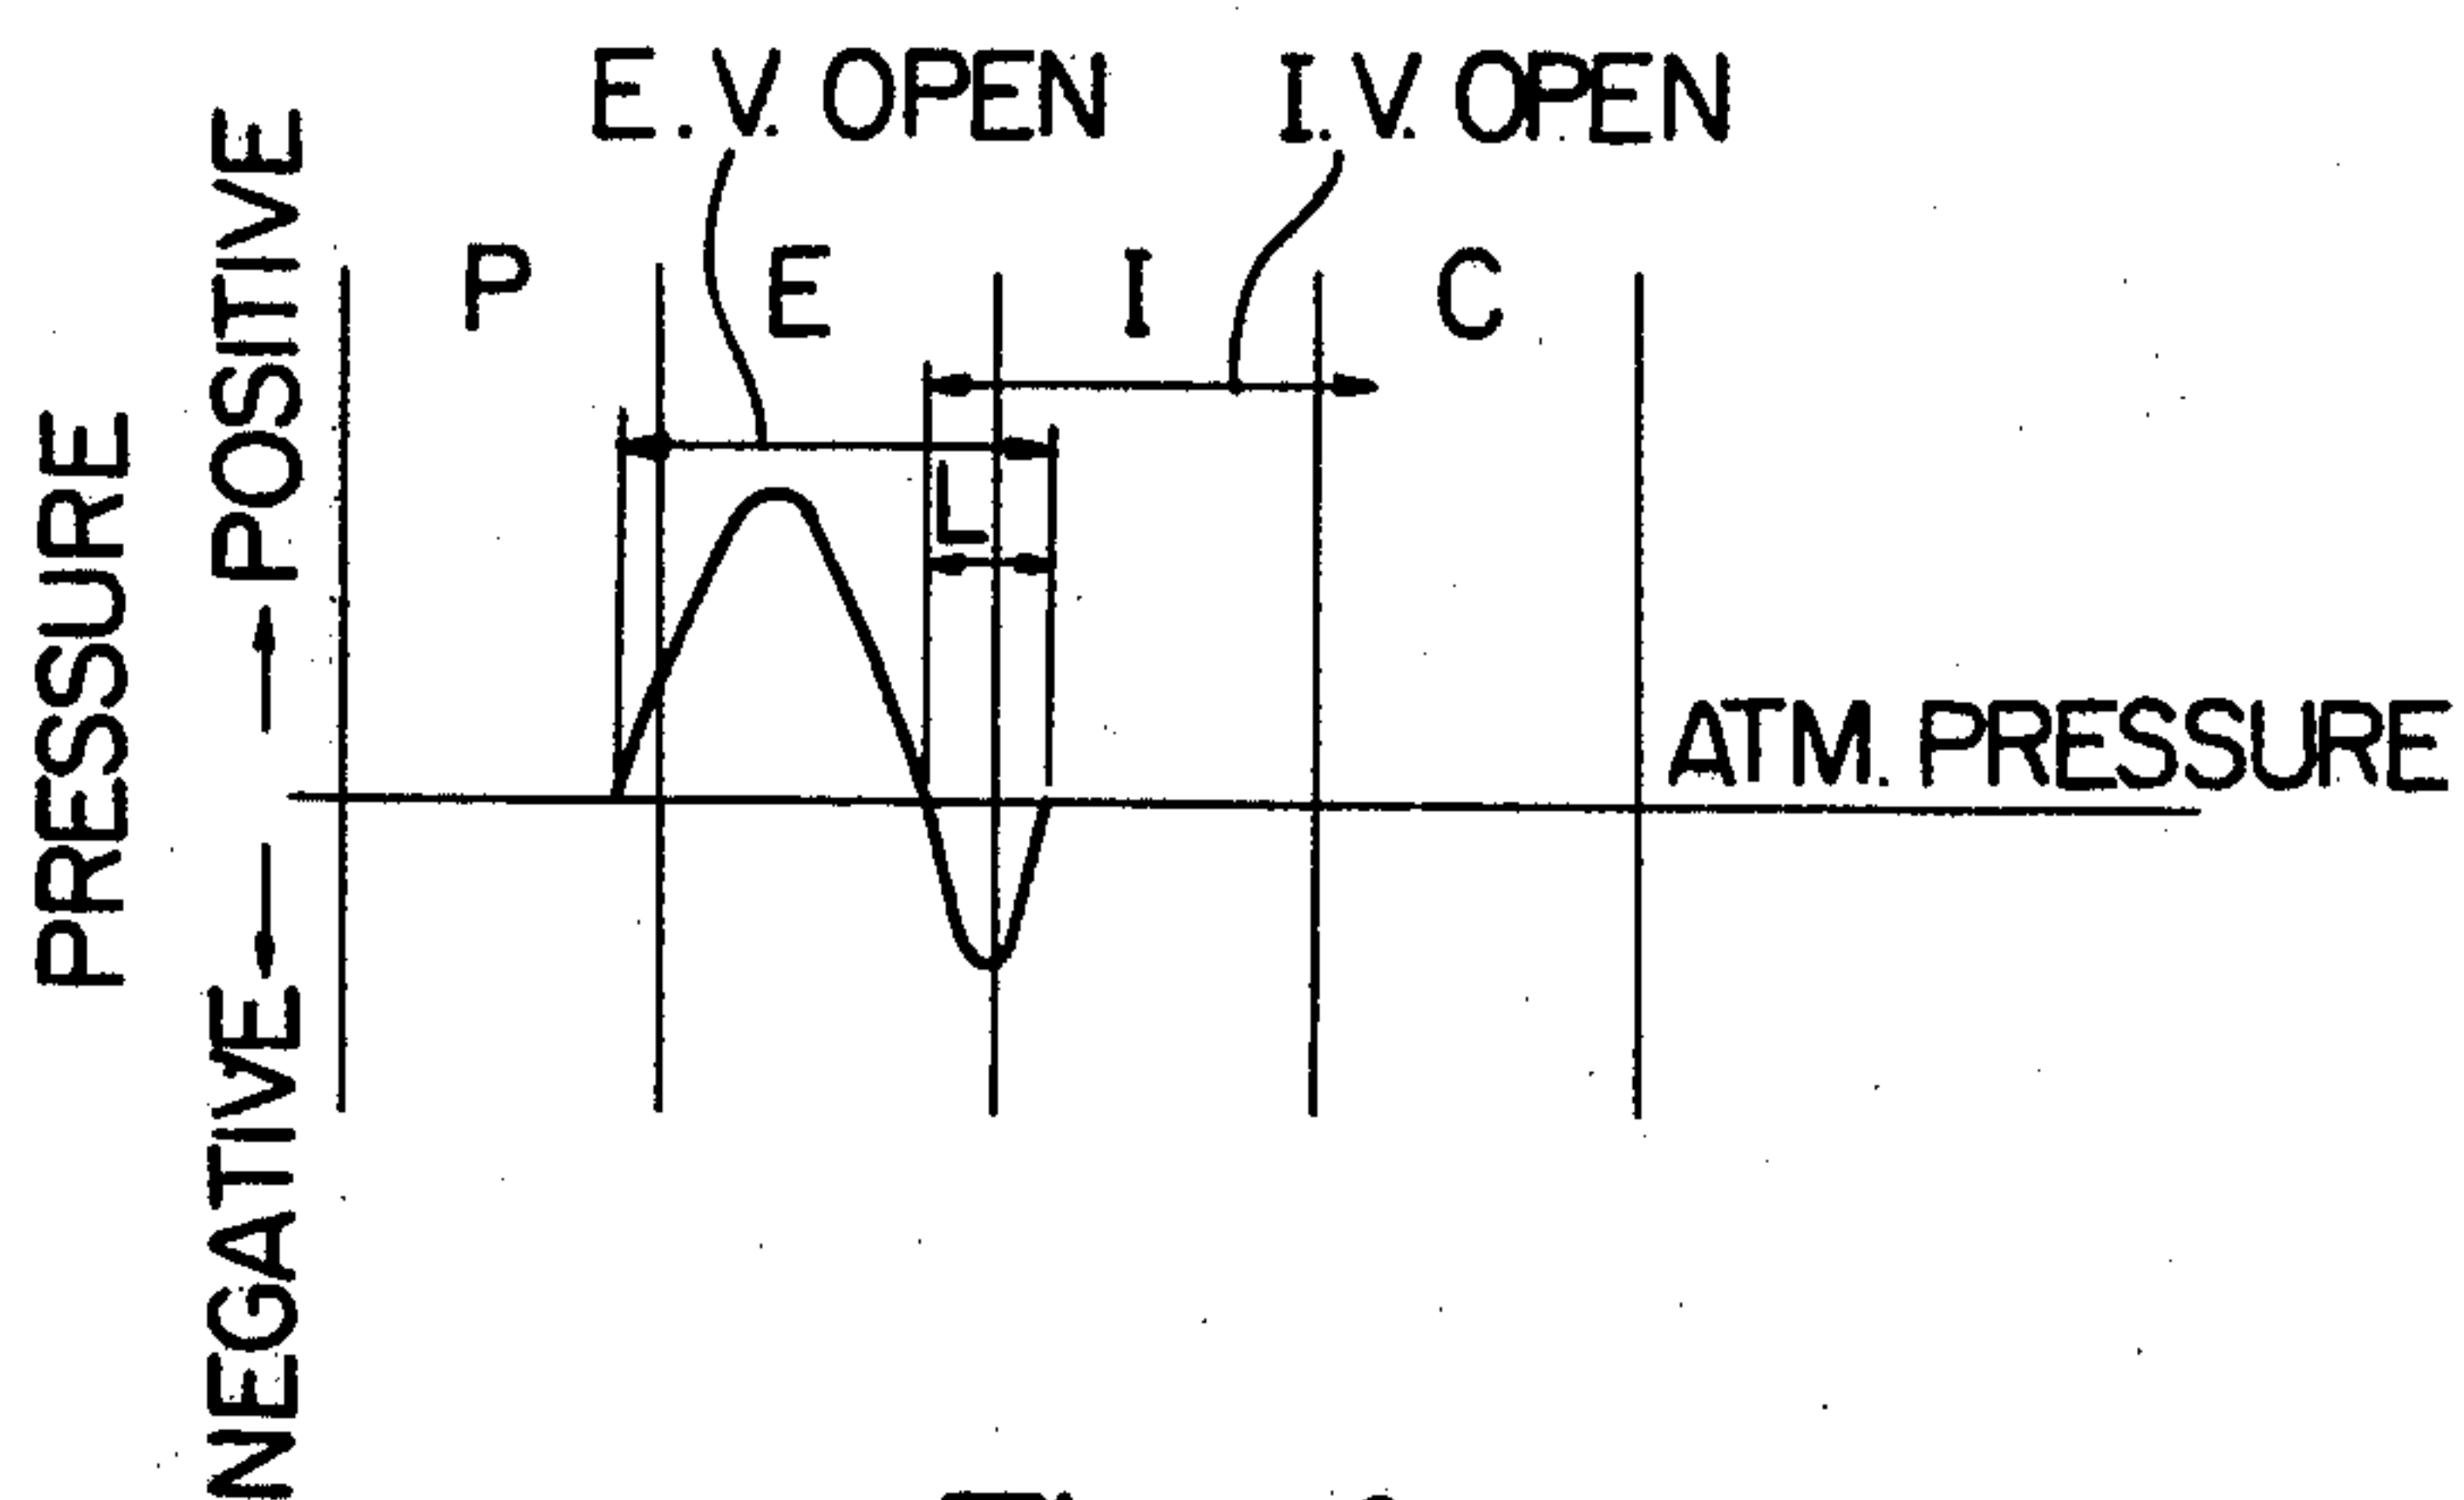 E.V. OPEN I.V. OPEN
P E I C
L
ATM. PRESSURE
PRESSURE
NEGATIVE POSITIVE